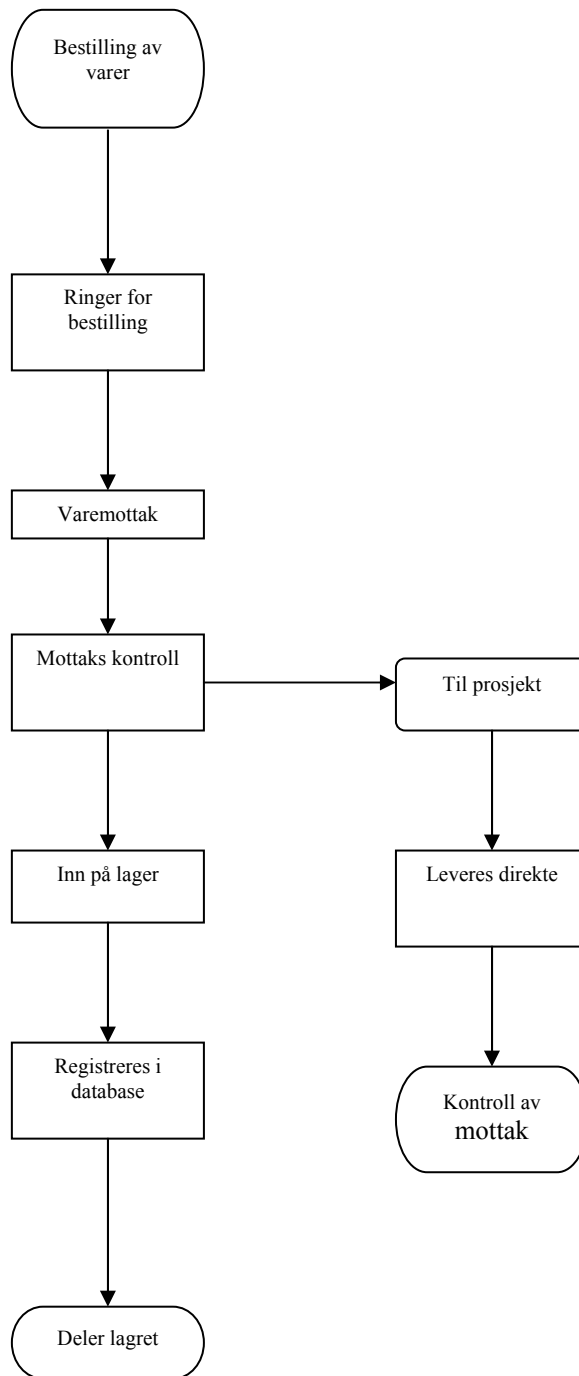 Bestilling av
varer
Ringer for
bestilling
Varemottak
Mottaks kontroll
Til prosjekt
Inn på lager
Leveres direkte
Registreres i
database
Kontroll av
mottak
Deler lagret